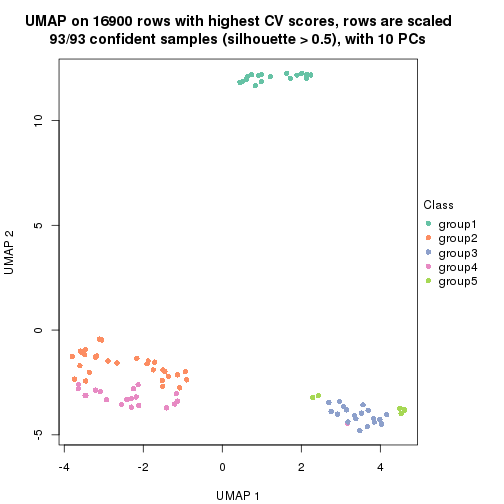 UMAP on 16900 rows with highest CV scores, rows are scaled
93/93 confident samples (silhouette > 0.5), with 10 PCs
10
5
0
-5
UMAP 2
-4
-2
0
2
4
UMAP 1
Class
group1
group2
group3
group4
group5